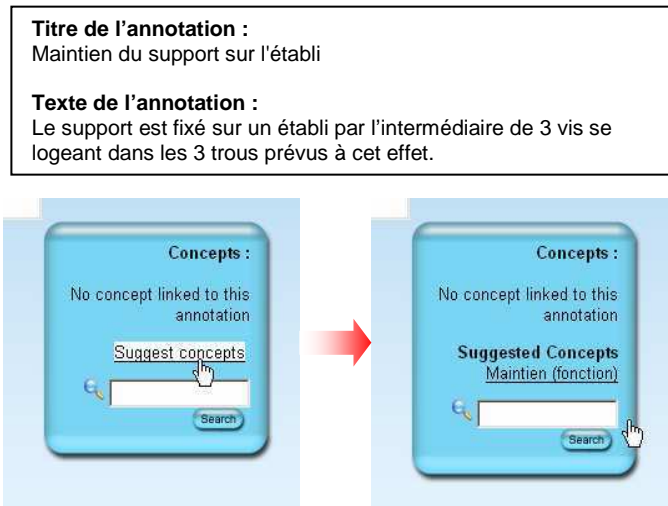 Titre de l'annotation :
Maintien du support sur l'établi
Texte de l'annotation :
Le support est fixé sur un établi par l'intermédiaire de 3 vis se
logeant dans les 3 trous prévus à cet effet.
Concepts :
No concept linked to this
annotation
Suggest concepts
Search
Concepts :
No concept linked to this
annotation
Suggested Concepts
Maintien (fonction)
Search